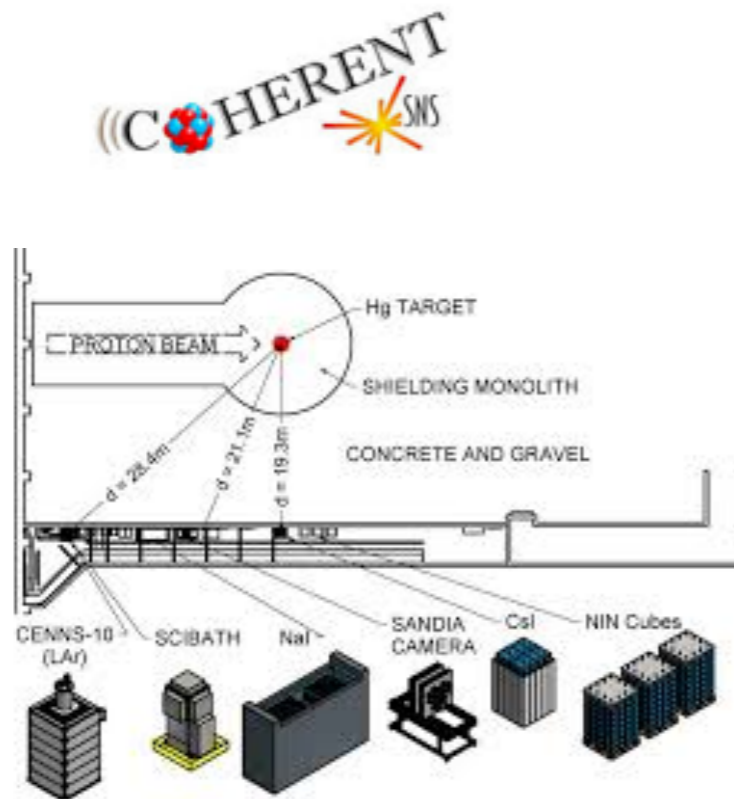 COHERENT
SNS
Hg TARGET
PROTON BEAM
SHIELDING MONOLITH
d = 28.4m
d = 21.1m
d = 19.3m
CONCRETE AND GRAVEL
CENNS-10
(LAr)
SCIBATH
NaI
SANDIA
CAMERA
CsI
NIN Cubes